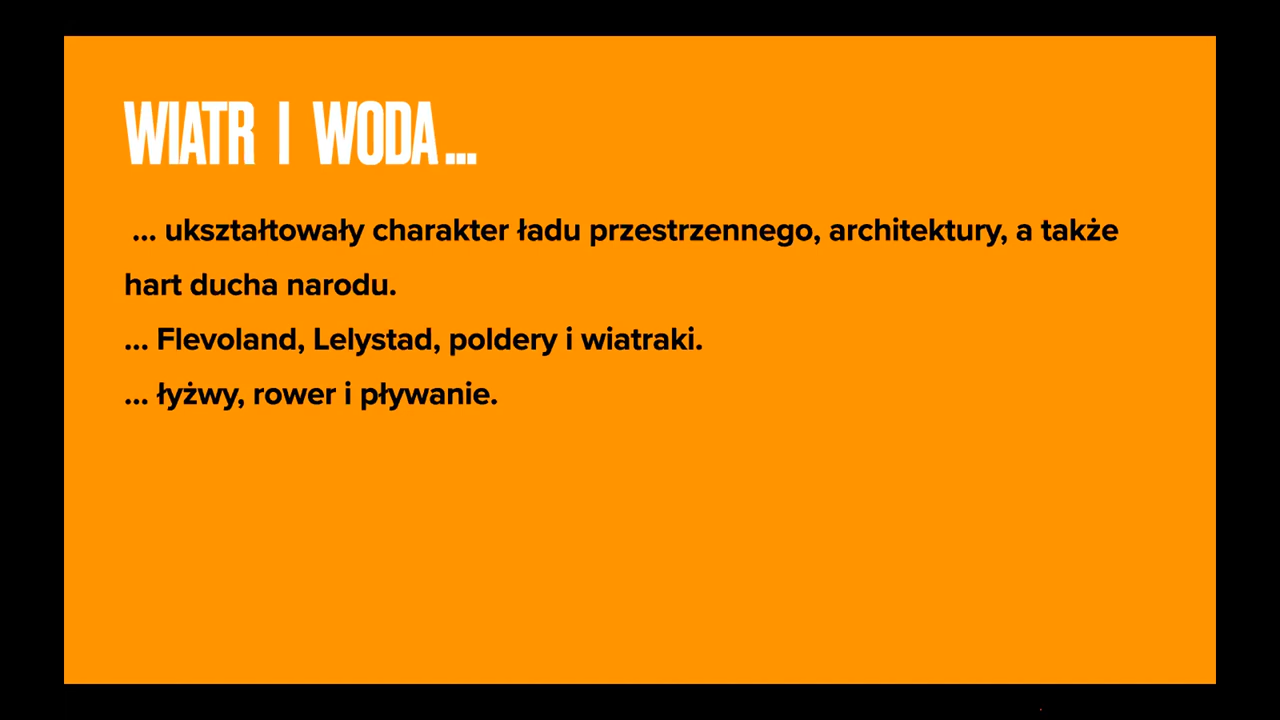 WIATR I WODA...
... ukształtowały charakter ładu przestrzennego, architektury, a także
hart ducha narodu.
... Flevoland, Lelystad, poldery i wiatraki.
... łyżwy, rower i pływanie.